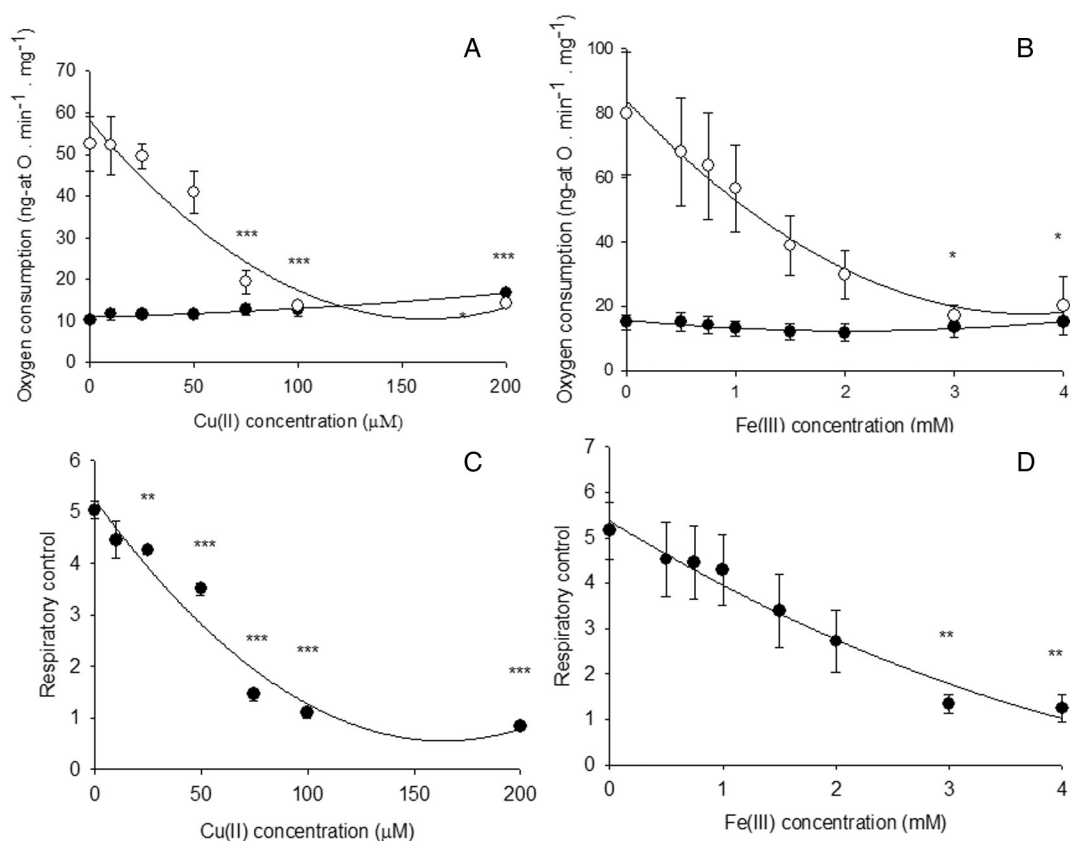 A
Oxygen consumption (ng-at O . min⁻¹ . mg⁻¹)
70
60
50
40
30
20
10
0
***
***
***
*
0 50 100 150 200
Cu(II) concentration (μM)
B
Oxygen consumption (ng-at O . min⁻¹ . mg⁻¹)
100
80
60
40
20
0
*
*
0 1 2 3 4
Fe(III) concentration (mM)
C
Respiratory control
6
5
4
3
2
1
0
**
***
***
***
***
0 50 100 150 200
Cu(II) concentration (μM)
D
Respiratory control
7
6
5
4
3
2
1
0
**
**
0 1 2 3 4
Fe(III) concentration (mM)